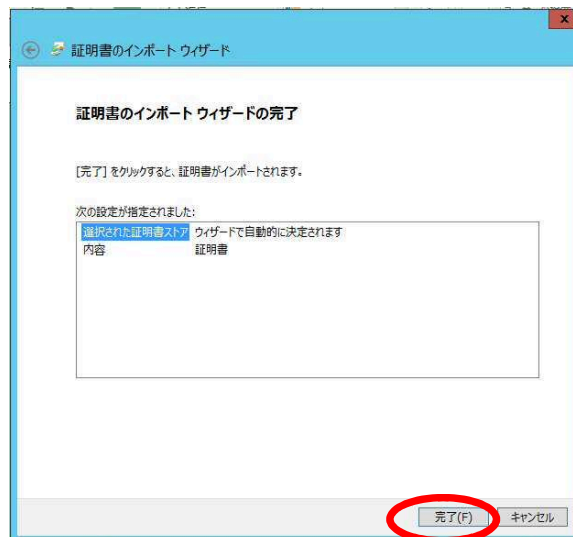 証明書のインポート ウィザード
証明書のインポート ウィザードの完了
[完了] をクリックすると、証明書がインポートされます。
次の設定が指定されました:
選択された証明書ストア ウィザードで自動的に決定されます
内容 証明書
完了(F) キャンセル